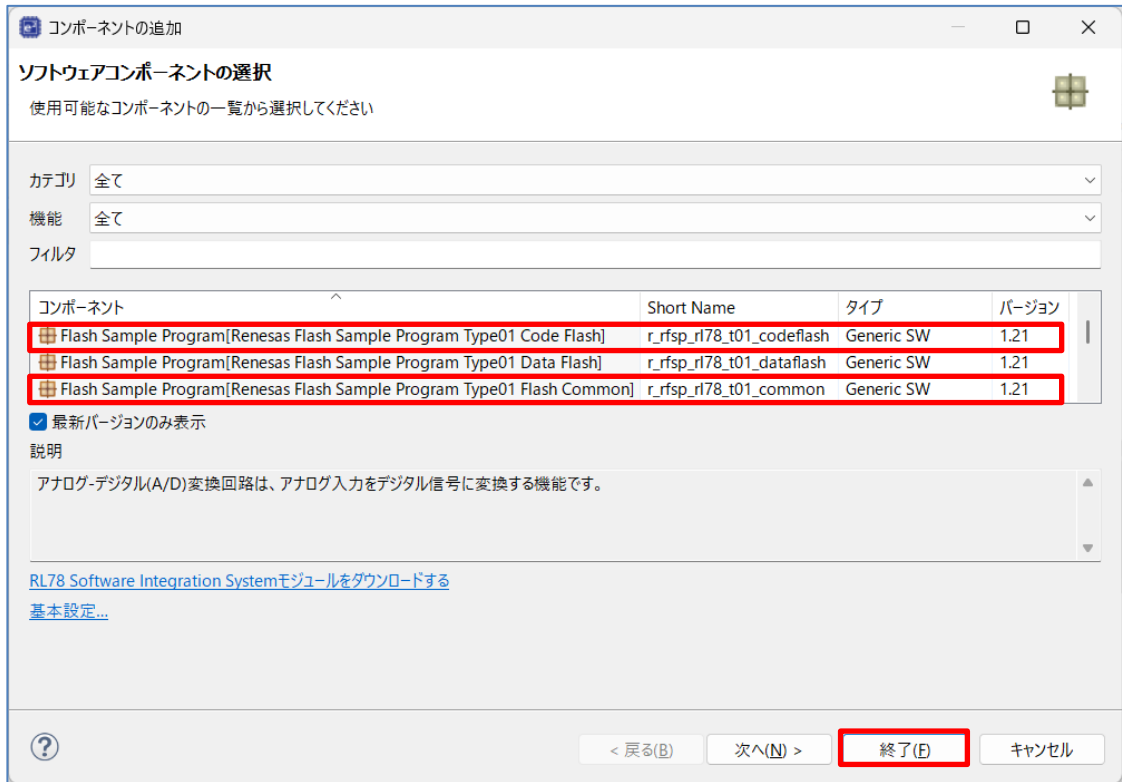 コンポーネントの追加
ソフトウェアコンポーネントの選択
使用可能なコンポーネントの一覧から選択してください
カテゴリ 全て
機能 全て
フィルタ
コンポーネント Short Name タイプ バージョン
Flash Sample Program[Renesas Flash Sample Program Type01 Code Flash] r_rfsp_rl78_t01_codeflash Generic SW 1.21
Flash Sample Program[Renesas Flash Sample Program Type01 Data Flash] r_rfsp_rl78_t01_dataflash Generic SW 1.21
Flash Sample Program[Renesas Flash Sample Program Type01 Flash Common] r_rfsp_rl78_t01_common Generic SW 1.21
最新バージョンのみ表示
説明
アナログ-デジタル(A/D)変換回路は、アナログ入力をデジタル信号に変換する機能です。
RL78 Software Integration Systemモジュールをダウンロードする
基本設定...
< 戻る(B) 次へ(N) > 終了(F) キャンセル